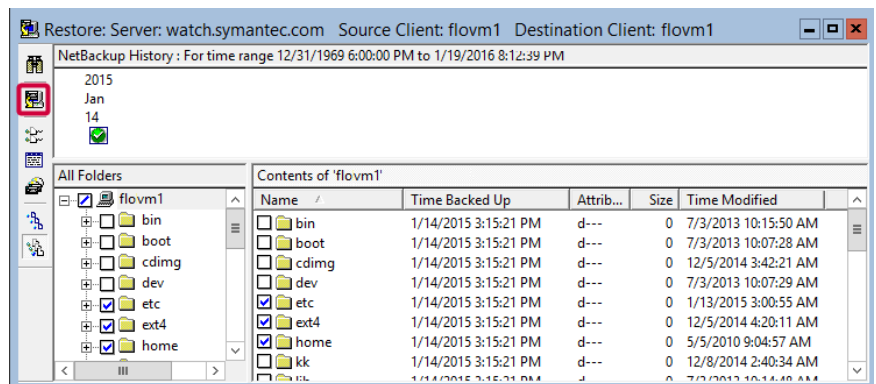 Restore: Server: watch.symantec.com Source Client: flovm1 Destination Client: flovm1
NetBackup History : For time range 12/31/1969 6:00:00 PM to 1/19/2016 8:12:39 PM
2015
Jan
14
All Folders
Contents of 'flovm1'
flovm1
bin
boot
cdimg
dev
etc
ext4
home
Name Time Backed Up Attrib... Size Time Modified
bin 1/14/2015 3:15:21 PM d--- 0 7/3/2013 10:15:50 AM
boot 1/14/2015 3:15:21 PM d--- 0 7/3/2013 10:07:28 AM
cdimg 1/14/2015 3:15:21 PM d--- 0 12/5/2014 3:42:21 AM
dev 1/14/2015 3:15:21 PM d--- 0 7/3/2013 10:07:29 AM
etc 1/14/2015 3:15:21 PM d--- 0 1/13/2015 3:00:55 AM
ext4 1/14/2015 3:15:21 PM d--- 0 12/5/2014 4:20:11 AM
home 1/14/2015 3:15:21 PM d--- 0 5/5/2010 9:04:57 AM
kk 1/14/2015 3:15:21 PM d--- 0 12/8/2014 2:40:34 AM